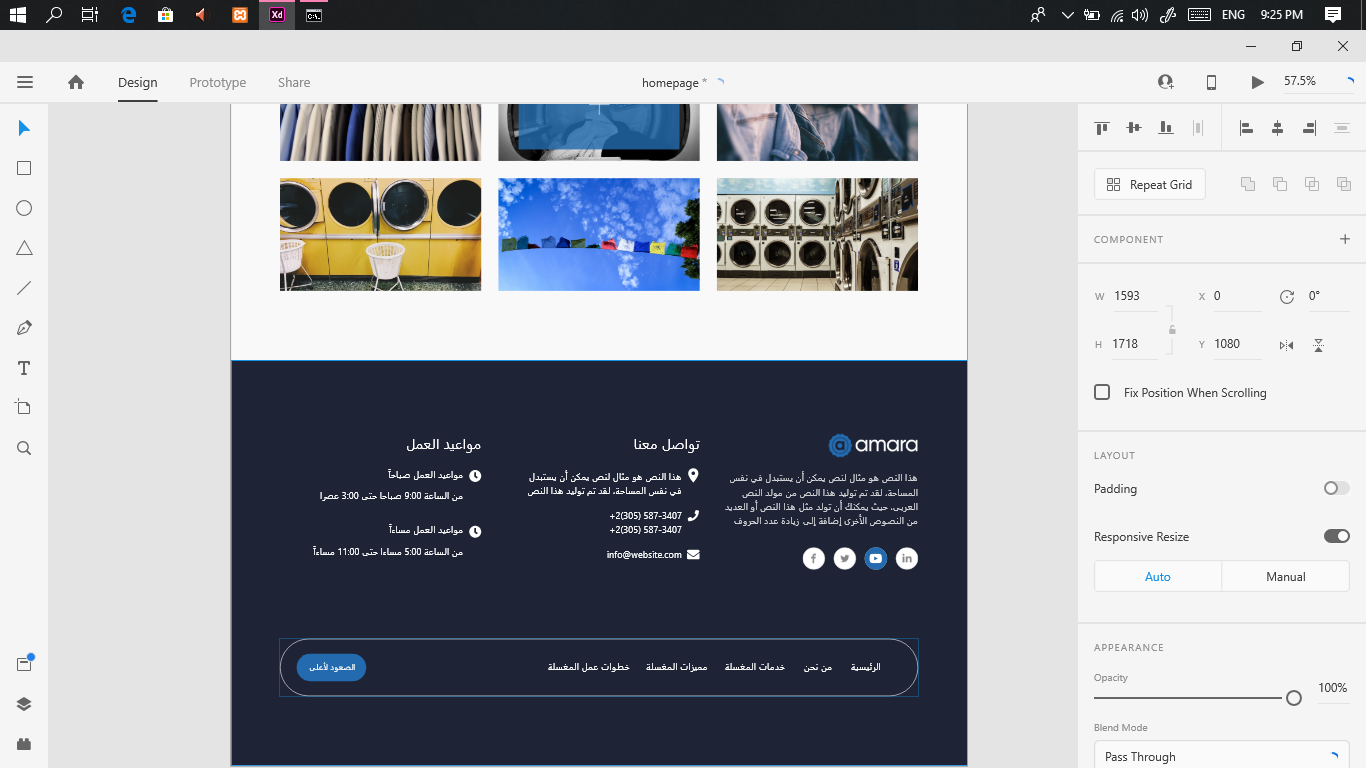 ENG
9:25 PM
Xd
C:\.
Design
Prototype
Share
homepage *
57.5%
Repeat Grid
COMPONENT
W 1593
X 0
0°
H 1718
Y 1080
Fix Position When Scrolling
LAYOUT
Padding
Responsive Resize
Auto
Manual
APPEARANCE
Opacity
100%
Blend Mode
Pass Through
amara
هذا النص هو مثال لنص يمكن أن يستبدل في نفس
المساحة، لقد تم توليد هذا النص من مولد النص
العربى، حيث يمكنك أن تولد مثل هذا النص أو العديد
من النصوص الأخرى إضافة إلى زيادة عدد الحروف
تواصل معنا
هذا النص هو مثال لنص يمكن أن يستبدل
في نفس المساحة، لقد تم توليد هذا النص
+2(305) 587-3407
+2(305) 587-3407
info@website.com
مواعيد العمل
مواعيد العمل صباحاً
من الساعة 9:00 صباحا حتى 3:00 عصرا
مواعيد العمل مساءاً
من الساعة 5:00 مساءا حتى 11:00 مساءاً
الرئيسية
من نحن
خدمات المغسلة
مميزات المغسلة
خطوات عمل المغسلة
الصعود لأعلى